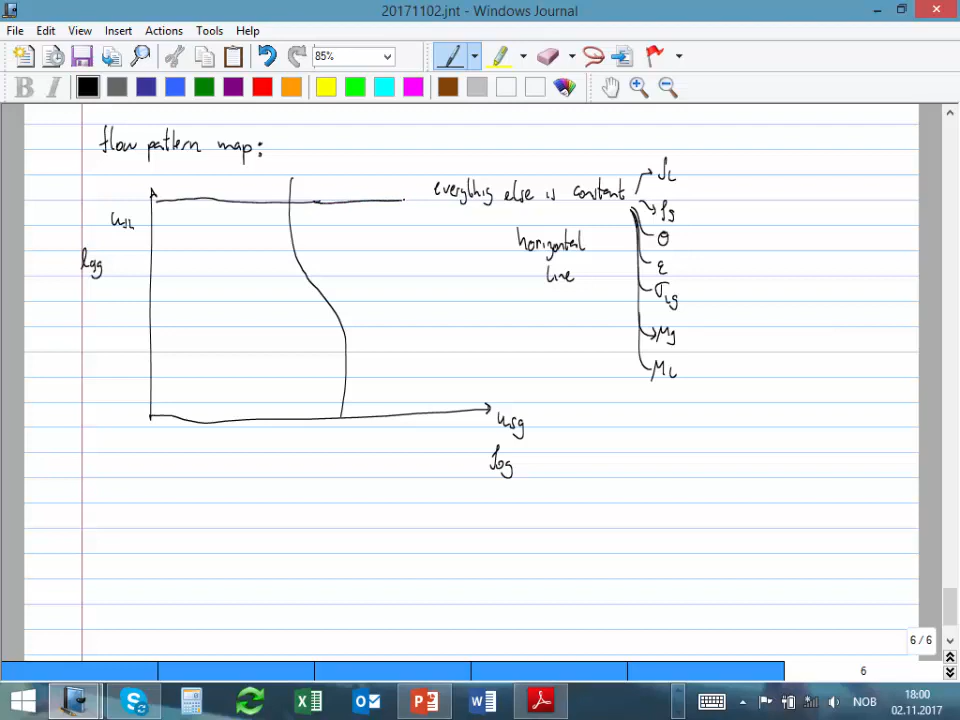 20171102.jnt - Windows Journal
File Edit View Insert Actions Tools Help
85%
B I
flow pattern map:
everything else is constant
ρL
ρg
θ
ε
σLg
μg
μL
horizontal
line
usL
log
usg
log
6 / 6
6
NOB
18:00
02.11.2017